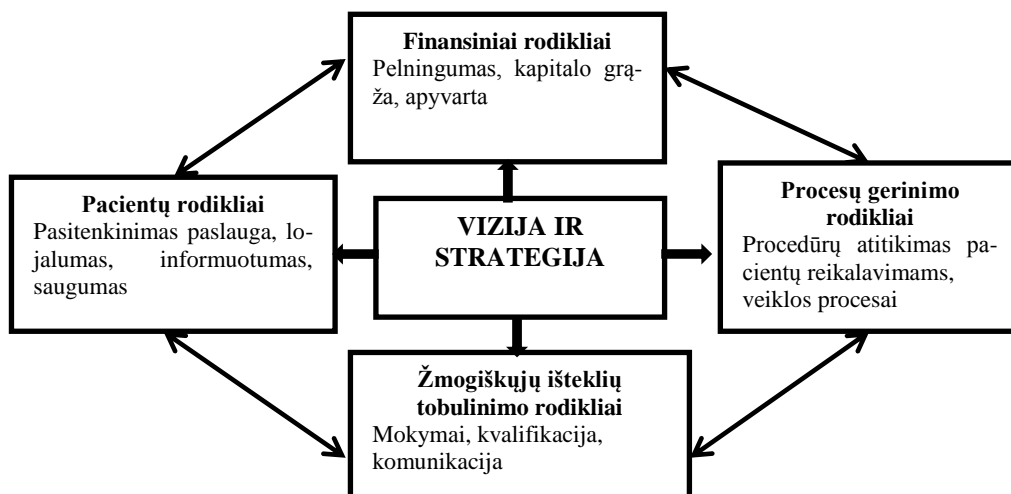 Finansiniai rodikliai
Pelningumas, kapitalo grą-
ža, apyvarta
Pacientų rodikliai
Pasitenkinimas paslauga, lo-
jalumas, informuotumas,
saugumas
VIZIJA IR
STRATEGIJA
Procesų gerinimo
rodikliai
Procedūrų atitikimas pa-
cientų reikalavimams,
veiklos procesai
Žmogiškųjų išteklių
tobulinimo rodikliai
Mokymai, kvalifikacija,
komunikacija